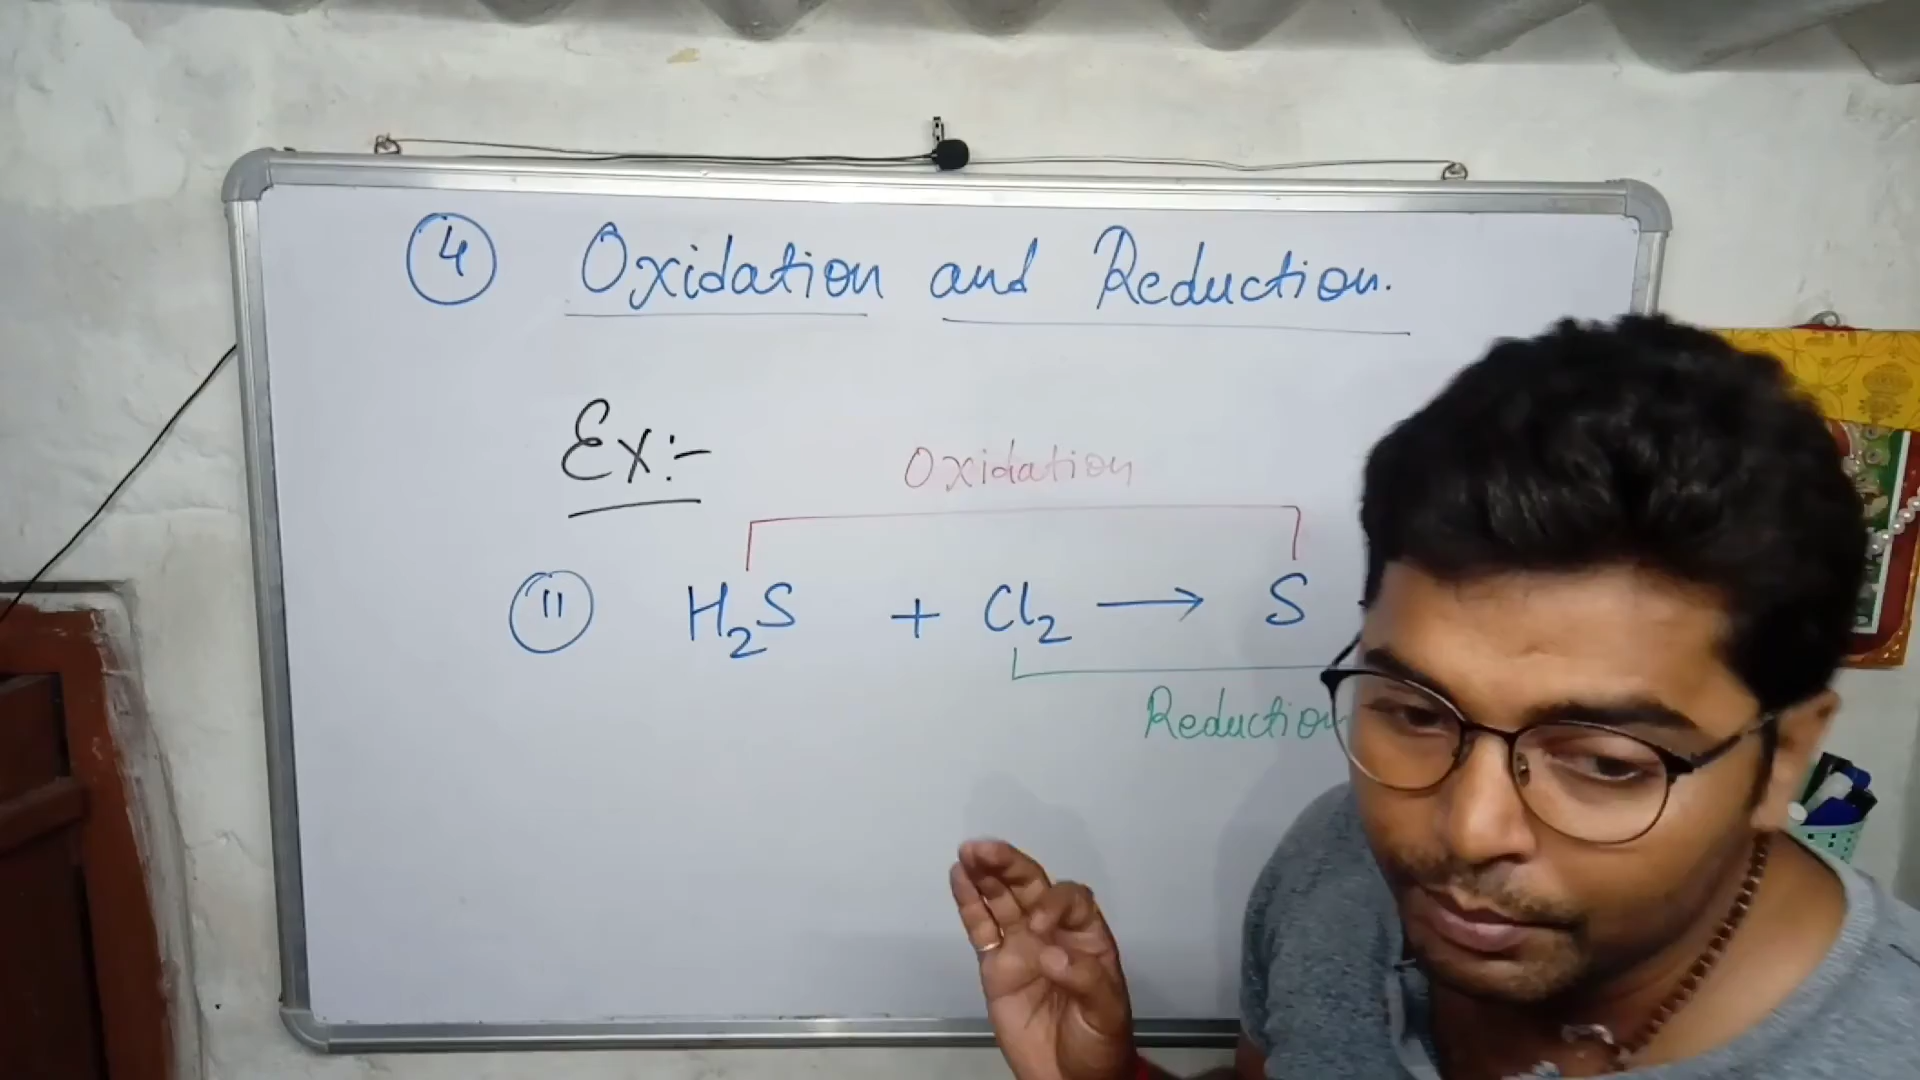 4 Oxidation and Reduction.
Ex:-
Oxidation
11 H₂S + Cl₂ → S
Reduction